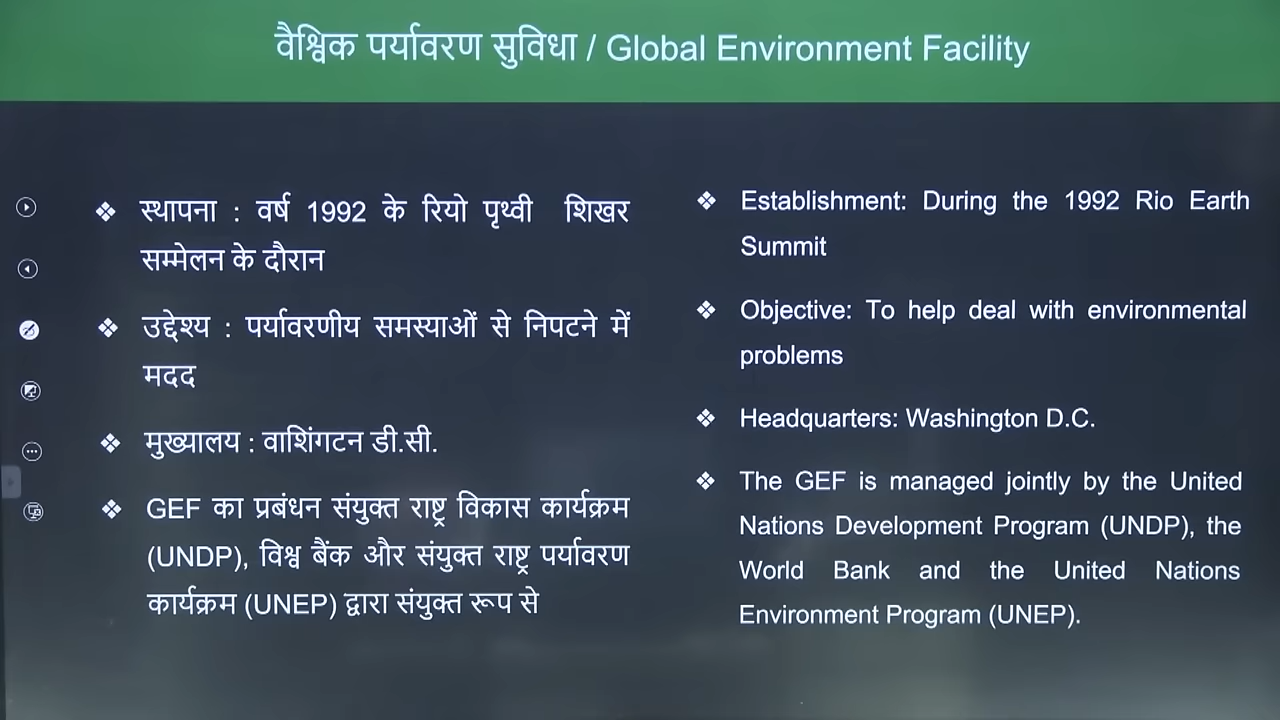 वैश्विक पर्यावरण सुविधा / Global Environment Facility
❖ स्थापना : वर्ष 1992 के रियो पृथ्वी शिखर
सम्मेलन के दौरान
❖ उद्देश्य : पर्यावरणीय समस्याओं से निपटने में
मदद
❖ मुख्यालय : वाशिंगटन डी.सी.
❖ GEF का प्रबंधन संयुक्त राष्ट्र विकास कार्यक्रम
(UNDP), विश्व बैंक और संयुक्त राष्ट्र पर्यावरण
कार्यक्रम (UNEP) द्वारा संयुक्त रूप से
❖ Establishment: During the 1992 Rio Earth
Summit
❖ Objective: To help deal with environmental
problems
❖ Headquarters: Washington D.C.
❖ The GEF is managed jointly by the United
Nations Development Program (UNDP), the
World Bank and the United Nations
Environment Program (UNEP).